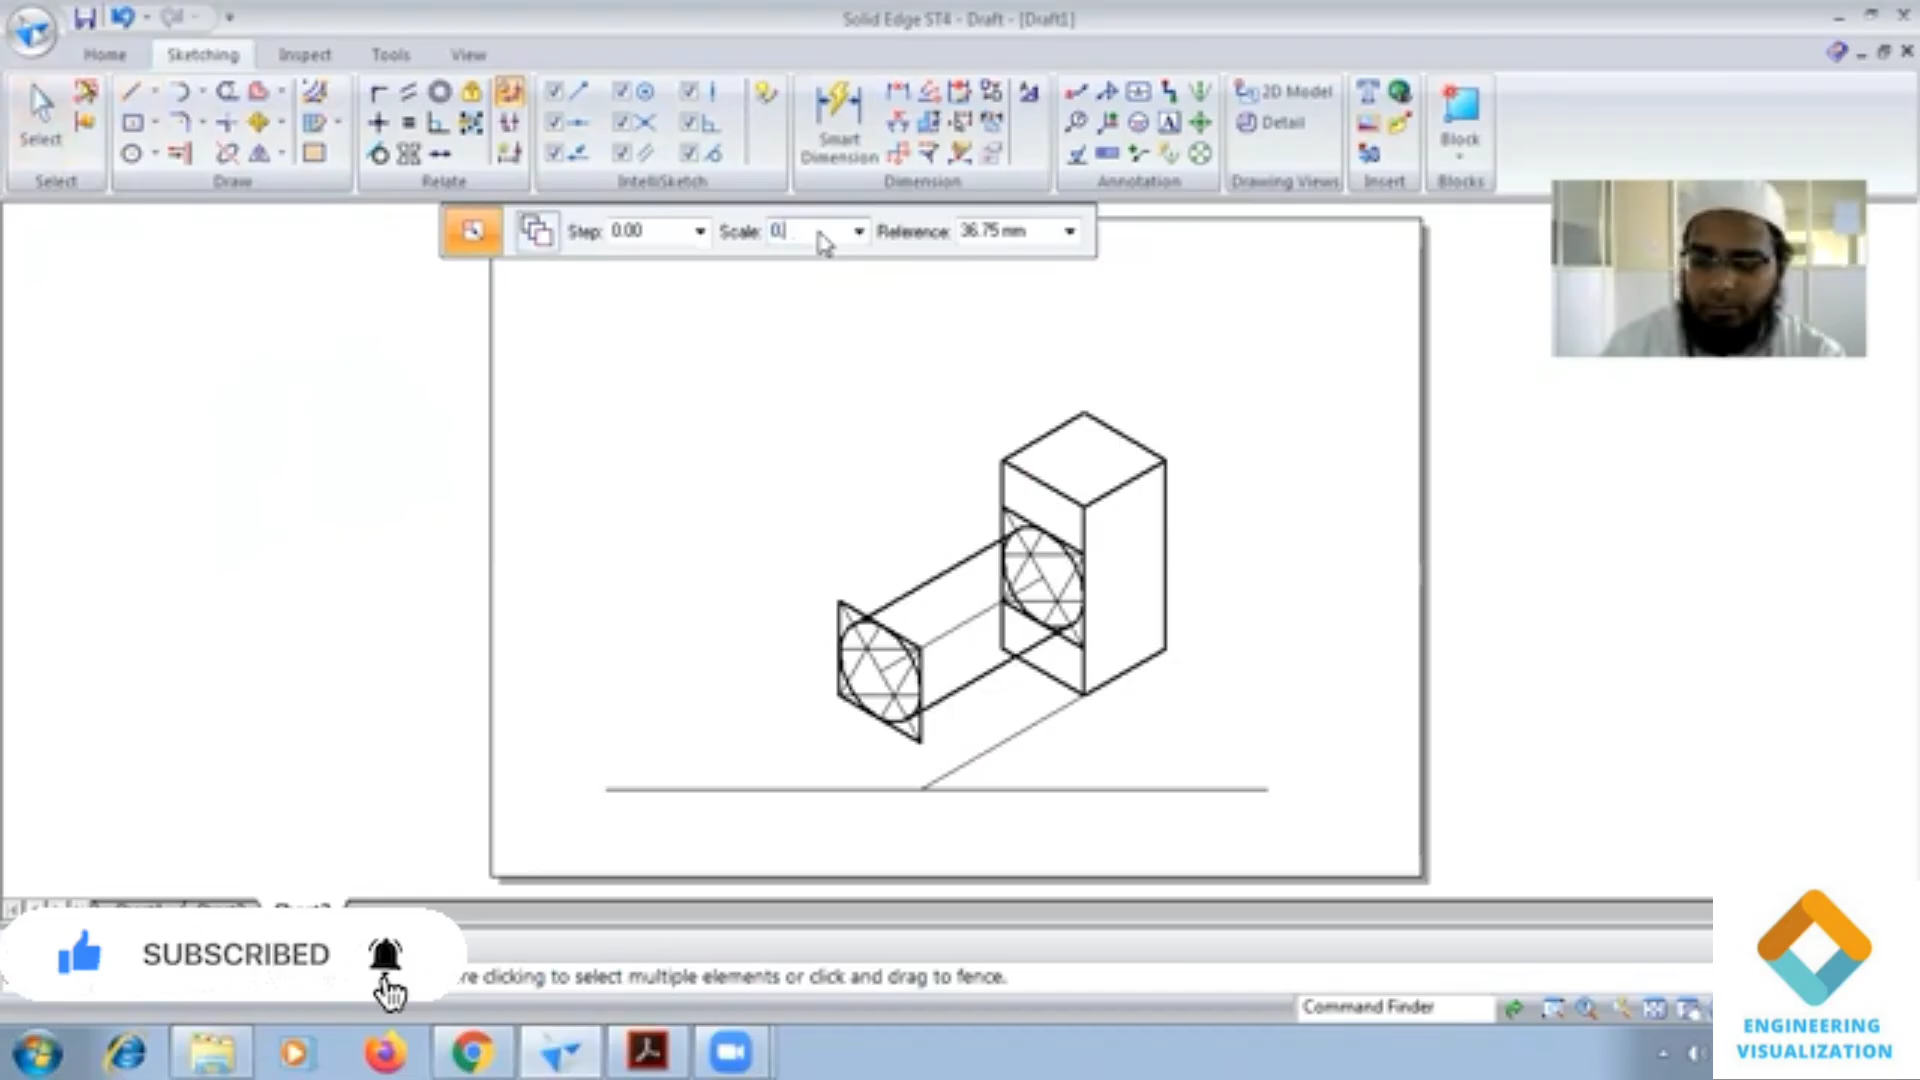 Solid Edge ST4 - Draft - [Draft1]
Home
Sketching
Inspect
Tools
View
Select
Smart
Dimension
2D Model
Detail
Block
Select
Draw
Relate
IntelliSketch
Dimension
Annotation
Drawing Views
Insert
Blocks
Step: 0.00
Scale: 0.
Reference: 36.75 mm
SUBSCRIBED
re clicking to select multiple elements or click and drag to fence.
Command Finder
ENGINEERING
VISUALIZATION